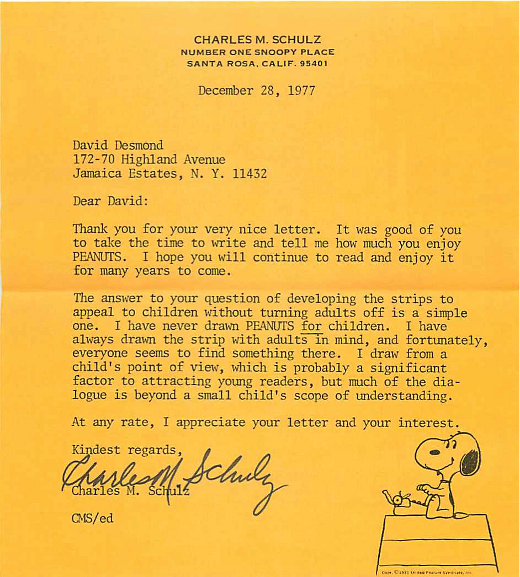 CHARLES M. SCHULZ
NUMBER ONE SNOOPY PLACE
SANTA ROSA, CALIF. 95401
December 28, 1977
David Desmond
172-70 Highland Avenue
Jamaica Estates, N. Y. 11432
Dear David:
Thank you for your very nice letter. It was good of you
to take the time to write and tell me how much you enjoy
PEANUTS. I hope you will continue to read and enjoy it
for many years to come.
The answer to your question of developing the strips to
appeal to children without turning adults off is a simple
one. I have never drawn PEANUTS for children. I have
always drawn the strip with adults in mind, and fortunately,
everyone seems to find something there. I draw from a
child's point of view, which is probably a significant
factor to attracting young readers, but much of the dia-
logue is beyond a small child's scope of understanding.
At any rate, I appreciate your letter and your interest.
Kindest regards,
Charles M. Schulz
Charles M. Schulz
CMS/ed
Feature Syndicate, Inc.